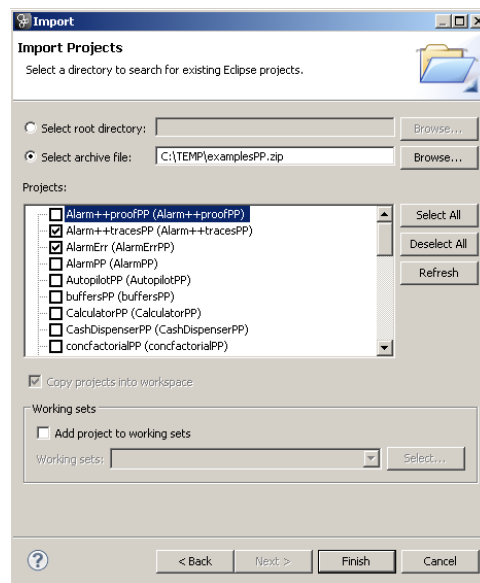 Import
Import Projects
Select a directory to search for existing Eclipse projects.
Select root directory:
Browse...
Select archive file:
C:\TEMP\examplesPP.zip
Browse...
Projects:
Alarm++proofPP (Alarm++proofPP)
Select All
Alarm++tracesPP (Alarm++tracesPP)
AlarmErr (AlarmErrPP)
Deselect All
AlarmPP (AlarmPP)
AutopilotPP (AutopilotPP)
Refresh
buffersPP (buffersPP)
CalculatorPP (CalculatorPP)
CashDispenserPP (CashDispenserPP)
concfactorialPP (concfactorialPP)
Copy projects into workspace
Working sets
Add project to working sets
Working sets:
Select...
?
< Back
Next >
Finish
Cancel